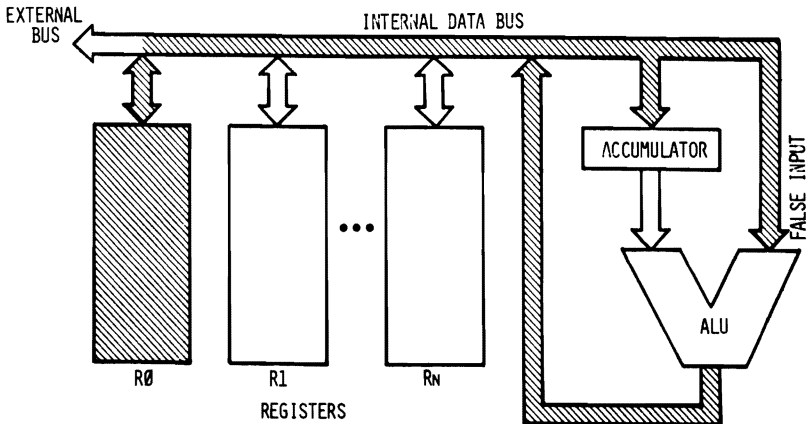 EXTERNAL
BUS
INTERNAL DATA BUS
ACCUMULATOR
FALSE INPUT
ALU
•••
RØ
R1
RN
REGISTERS